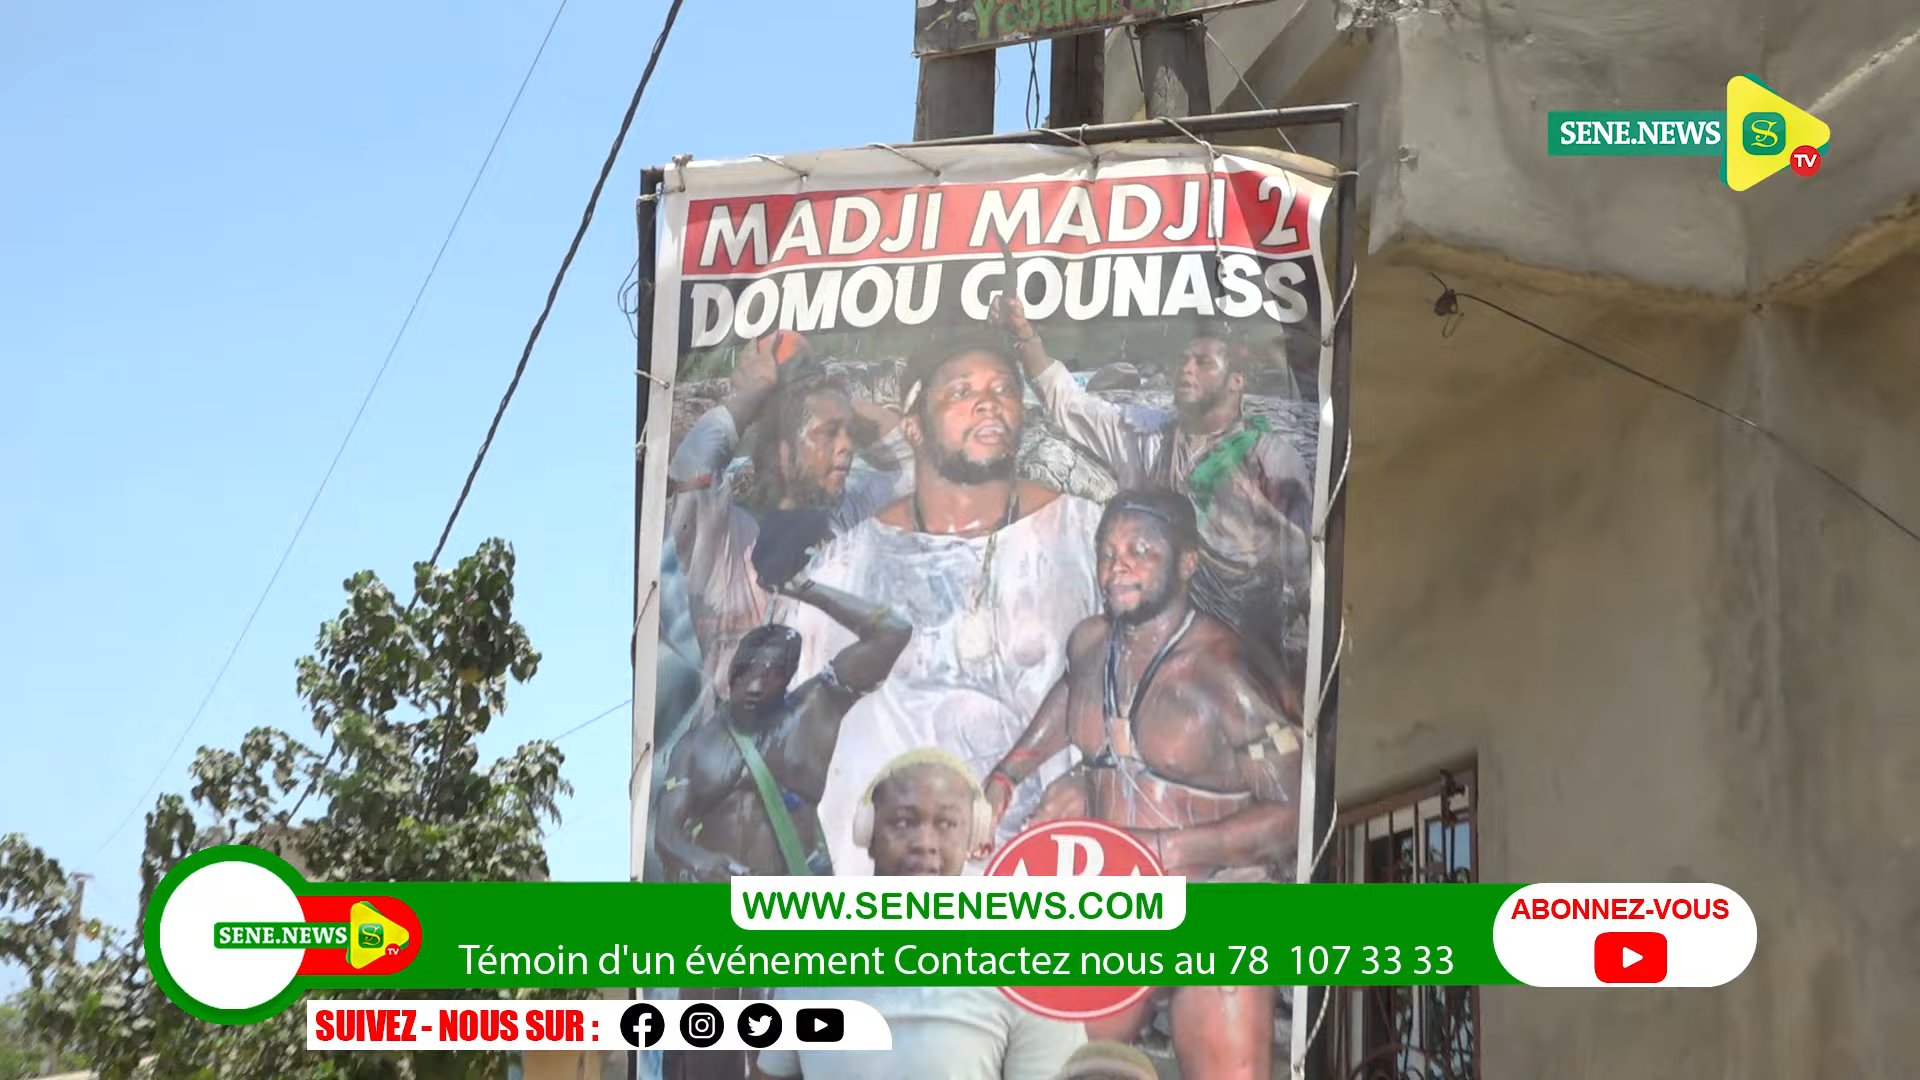 SENE.NEWS
S
TV
MADJI MADJI 2
DOMOU GOUNASS
WWW.SENENEWS.COM
Témoin d'un événement Contactez nous au 78 107 33 33
ABONNEZ-VOUS
SENE.NEWS
S
TV
SUIVEZ - NOUS SUR :